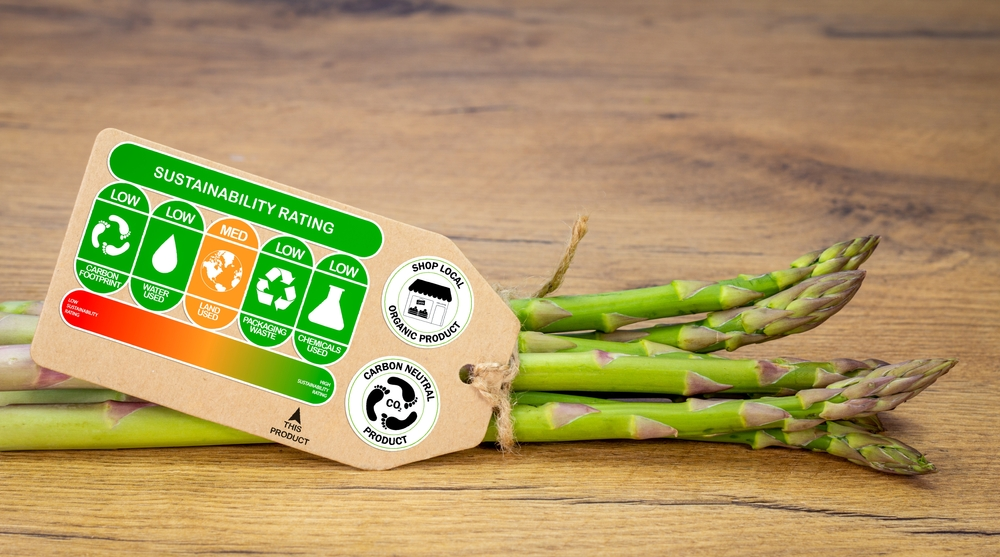 SUSTAINABILITY RATING
LOW
CARBON
FOOTPRINT
LOW
WATER
USED
MED
LAND
USED
LOW
PACKAGING
WASTE
LOW
CHEMICALS
USED
LOW
SUSTAINABILITY
RATING
HIGH
SUSTAINABILITY
RATING
THIS
PRODUCT
SHOP LOCAL
ORGANIC PRODUCT
CARBON NEUTRAL
CO₂
PRODUCT